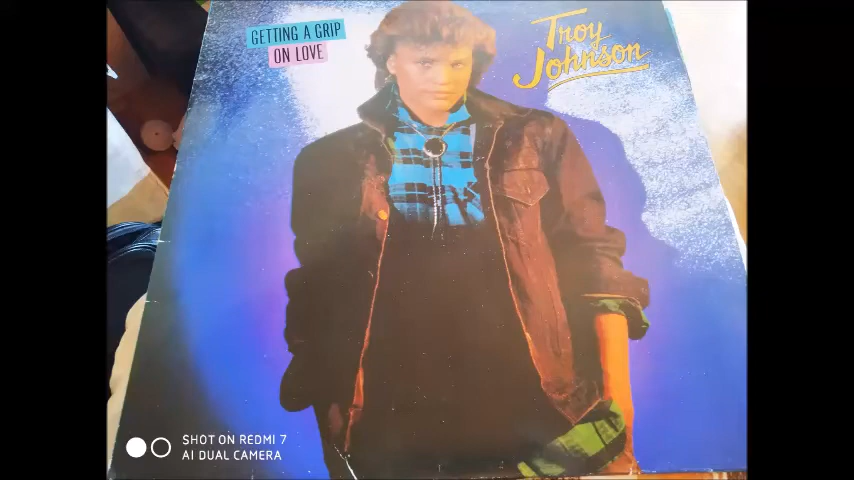 GETTING A GRIP
ON LOVE
Troy
Johnson
SHOT ON REDMI 7
AI DUAL CAMERA